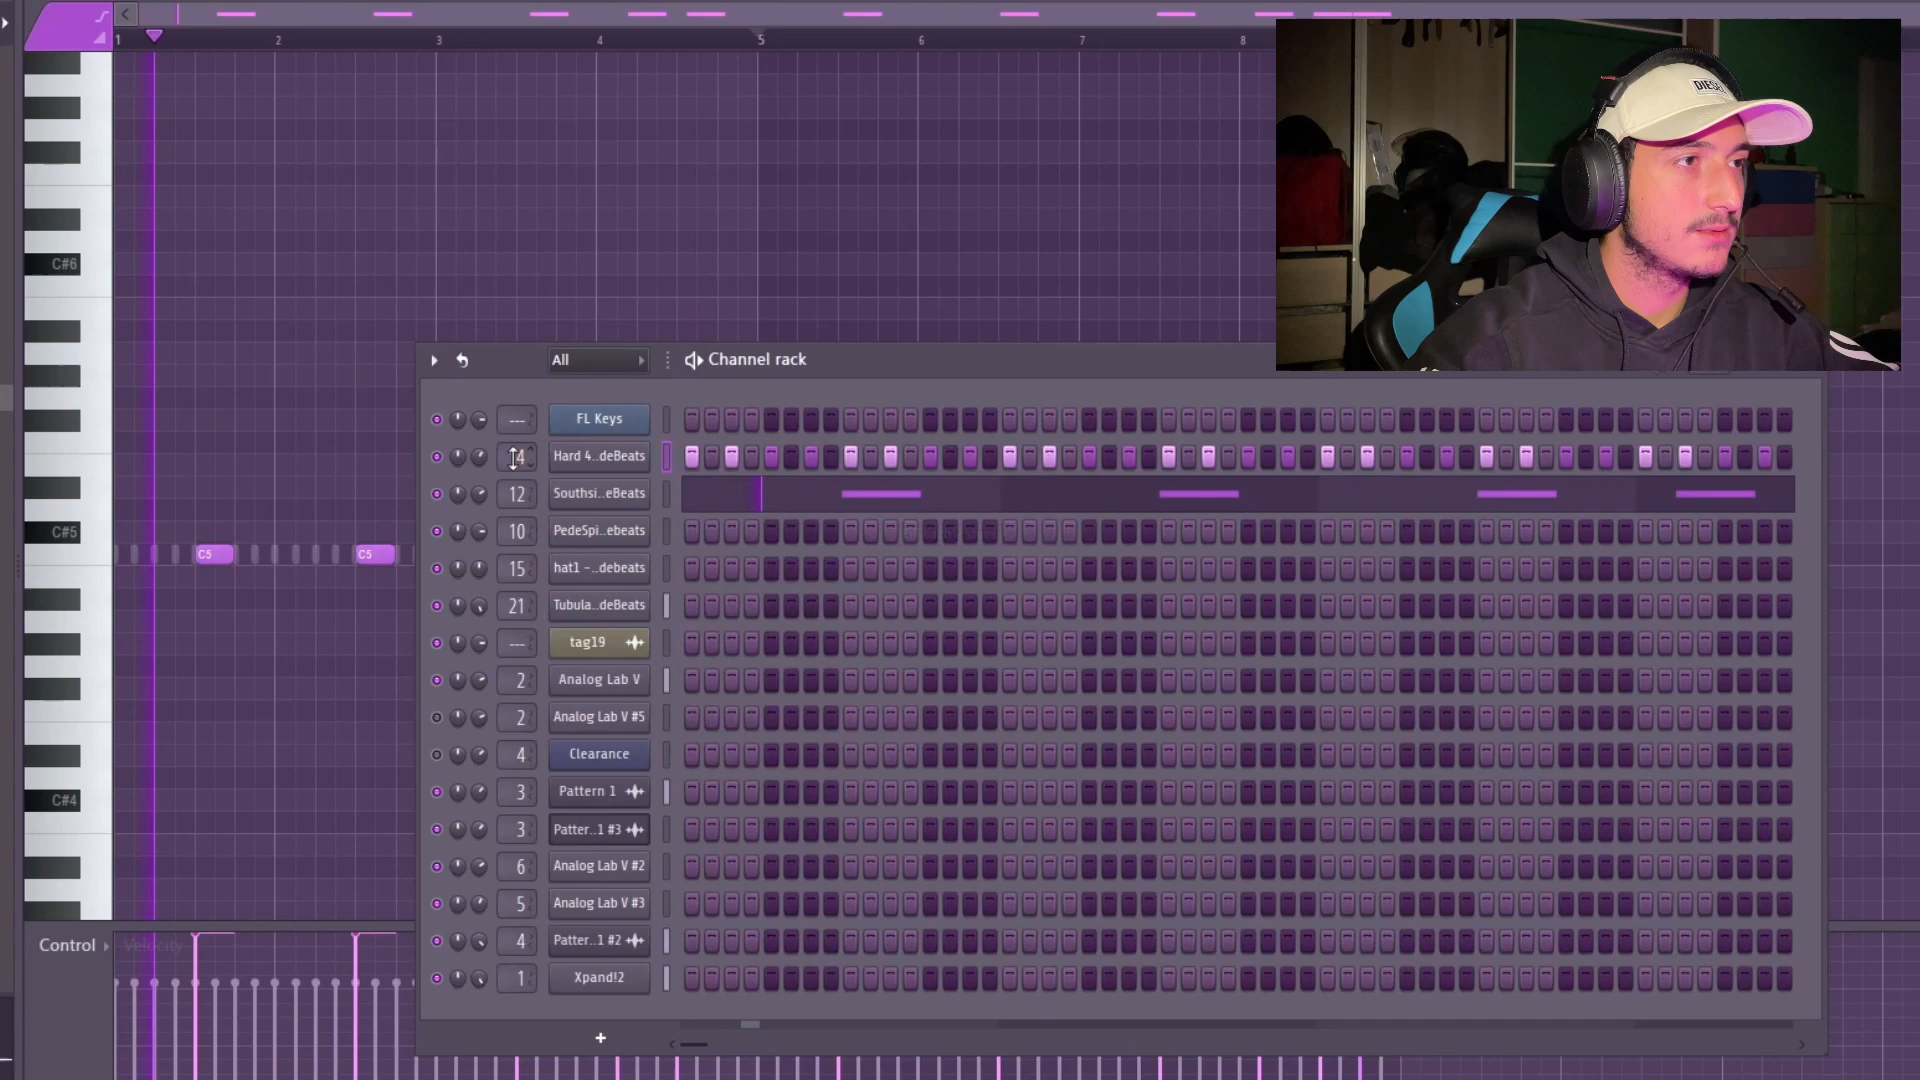 1 2 3 4 5 6 7 8
C#6
C#5
C#4
C5 C5
Control Velocity
All Channel rack
--- FL Keys
Hard 4..deBeats
12 Southsi..eBeats
10 PedeSpi..ebeats
15 hat1 -..debeats
21 Tubula..deBeats
--- tag19
2 Analog Lab V
2 Analog Lab V #5
4 Clearance
3 Pattern 1
3 Patter..1 #3
6 Analog Lab V #2
5 Analog Lab V #3
4 Patter..1 #2
1 Xpand!2
+